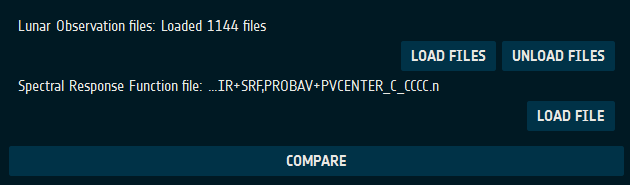 Lunar Observation files: Loaded 1144 files
LOAD FILES UNLOAD FILES
Spectral Response Function file: ...IR+SRF,PROBAV+PVCENTER_C_CCCC.n
LOAD FILE
COMPARE